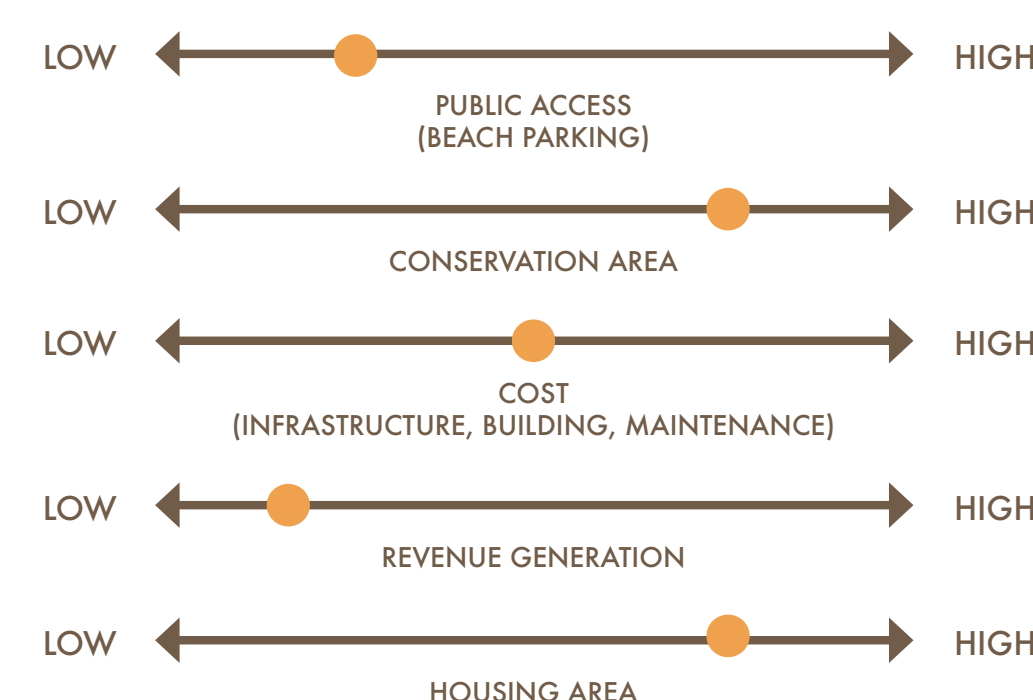 LOW HIGH
PUBLIC ACCESS
(BEACH PARKING)
LOW HIGH
CONSERVATION AREA
LOW HIGH
COST
(INFRASTRUCTURE, BUILDING, MAINTENANCE)
LOW HIGH
REVENUE GENERATION
LOW HIGH
HOUSING AREA